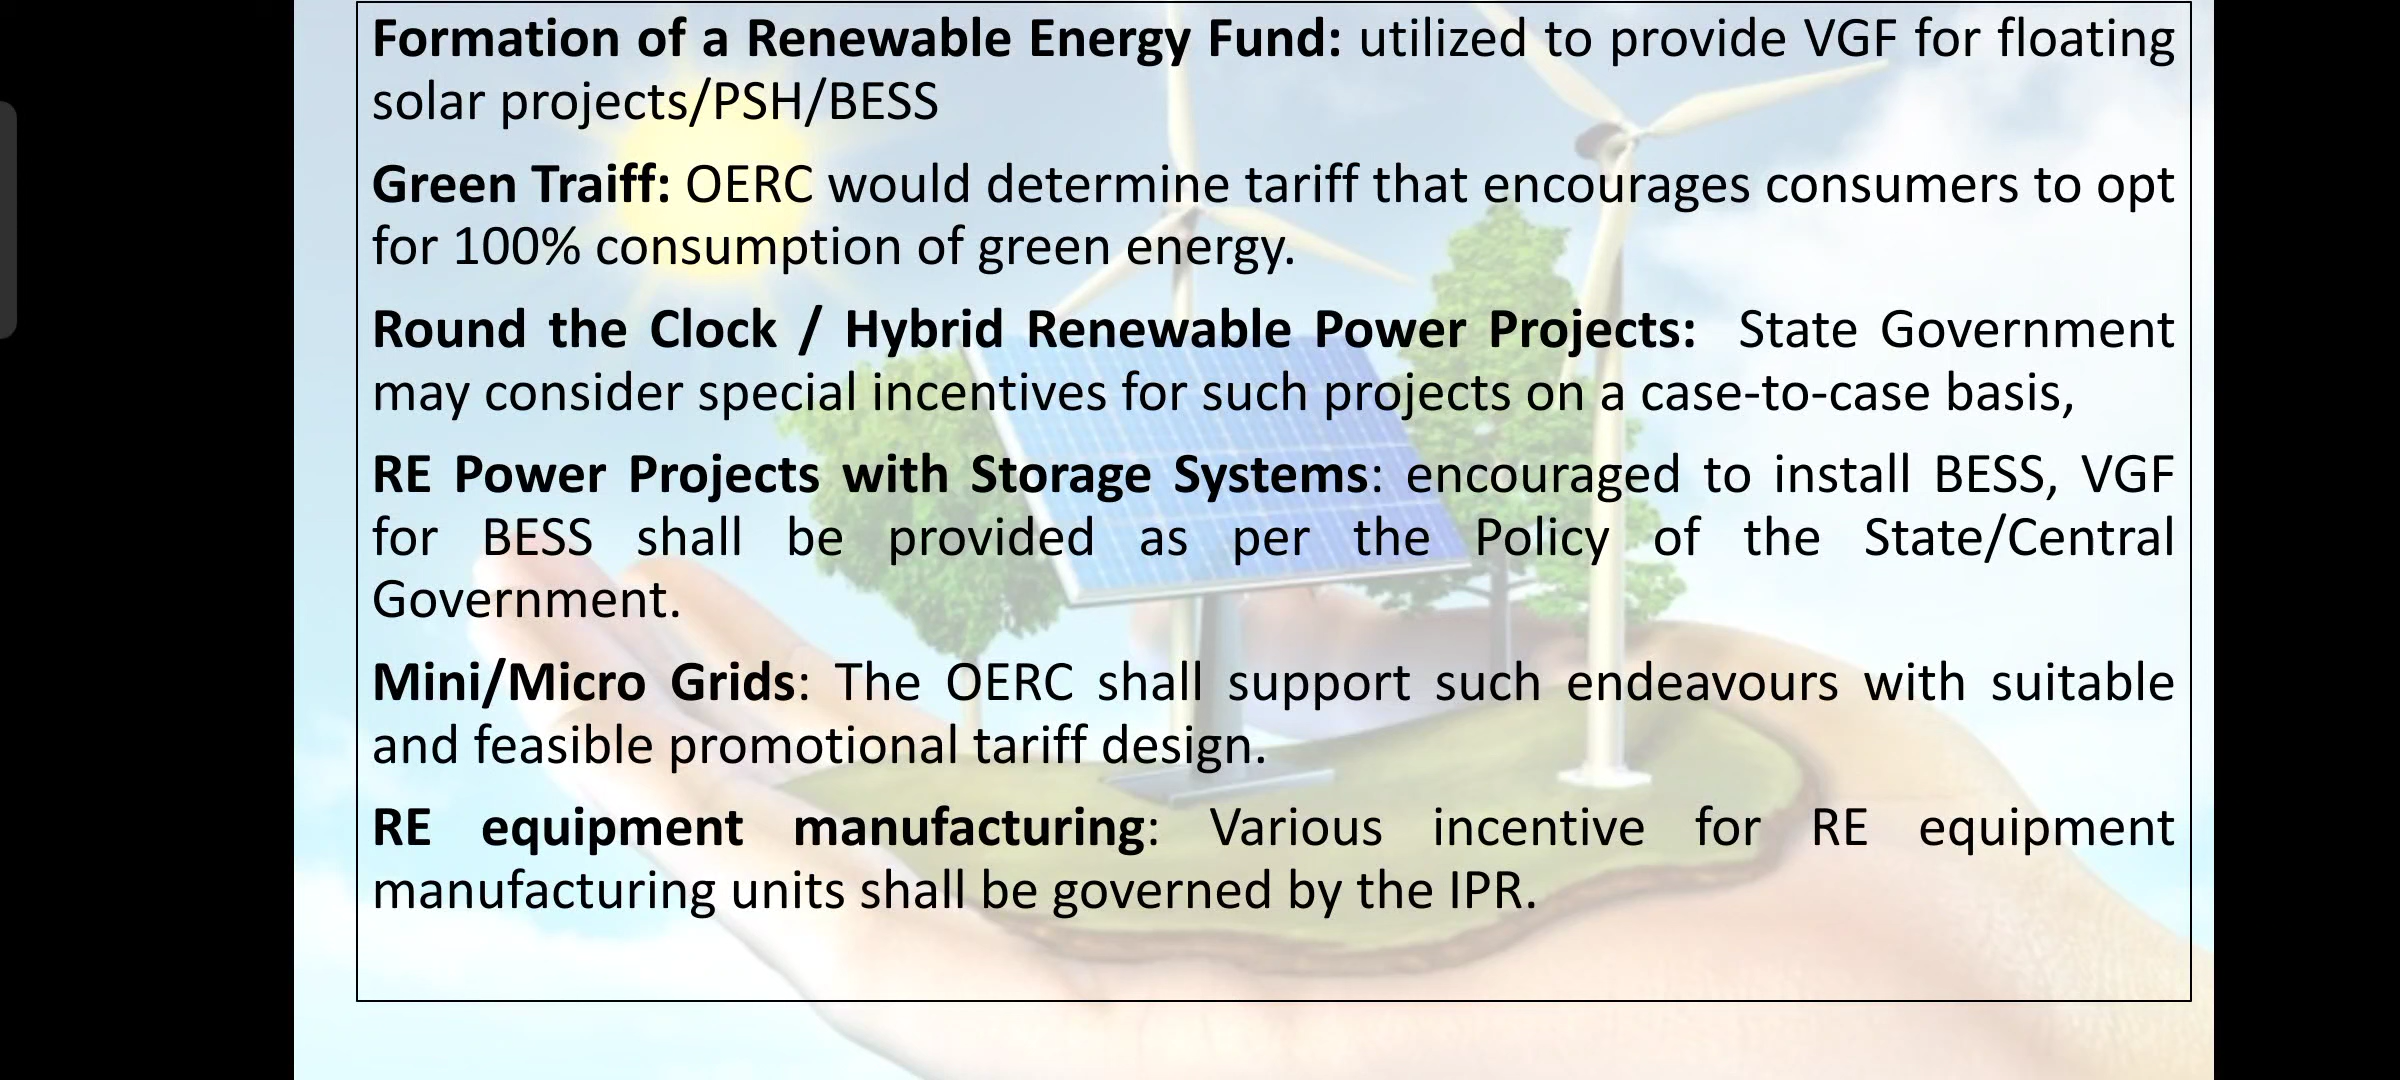 Formation of a Renewable Energy Fund: utilized to provide VGF for floating
solar projects/PSH/BESS
Green Traiff: OERC would determine tariff that encourages consumers to opt
for 100% consumption of green energy.
Round the Clock / Hybrid Renewable Power Projects: State Government
may consider special incentives for such projects on a case-to-case basis,
RE Power Projects with Storage Systems: encouraged to install BESS, VGF
for BESS shall be provided as per the Policy of the State/Central
Government.
Mini/Micro Grids: The OERC shall support such endeavours with suitable
and feasible promotional tariff design.
RE equipment manufacturing: Various incentive for RE equipment
manufacturing units shall be governed by the IPR.